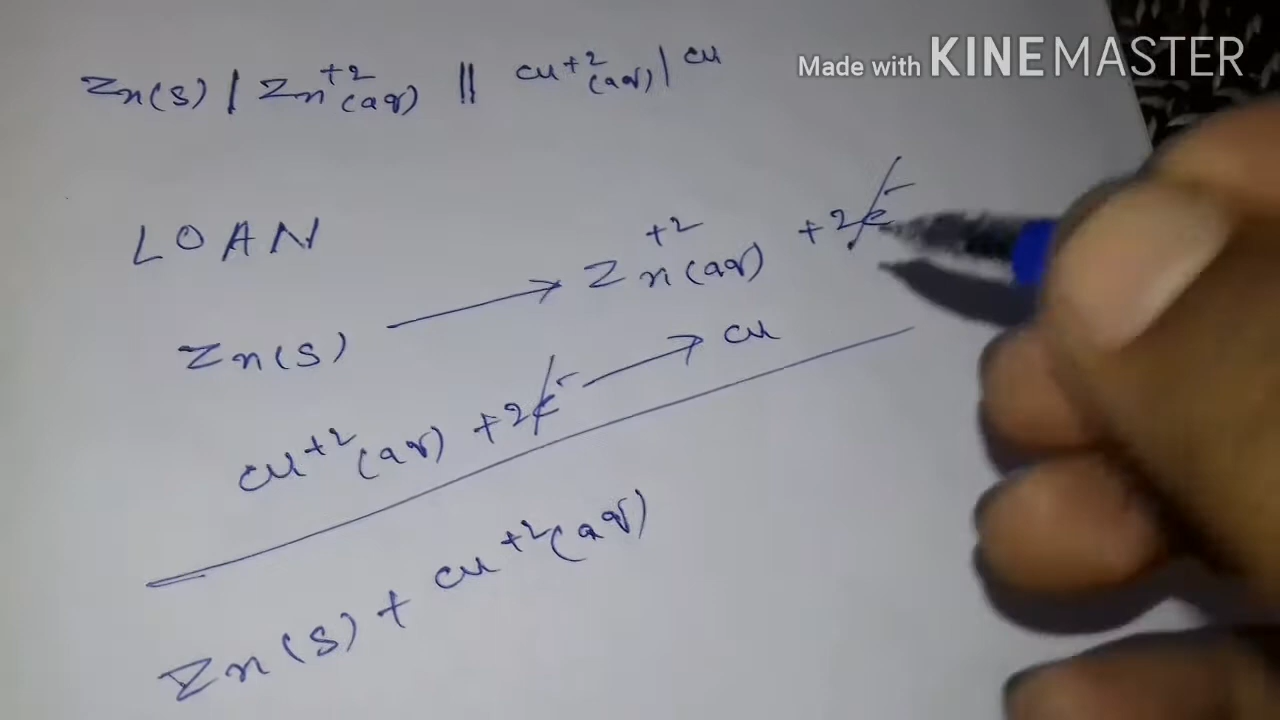 Made with KINEMASTER
Zn(s) | Zn+2(aq) || cu+2(aq) | cu
LOAN
Zn(s) → Zn+2(aq) + 2e-
cu+2(aq) + 2e- → cu
Zn(s) + cu+2(aq)